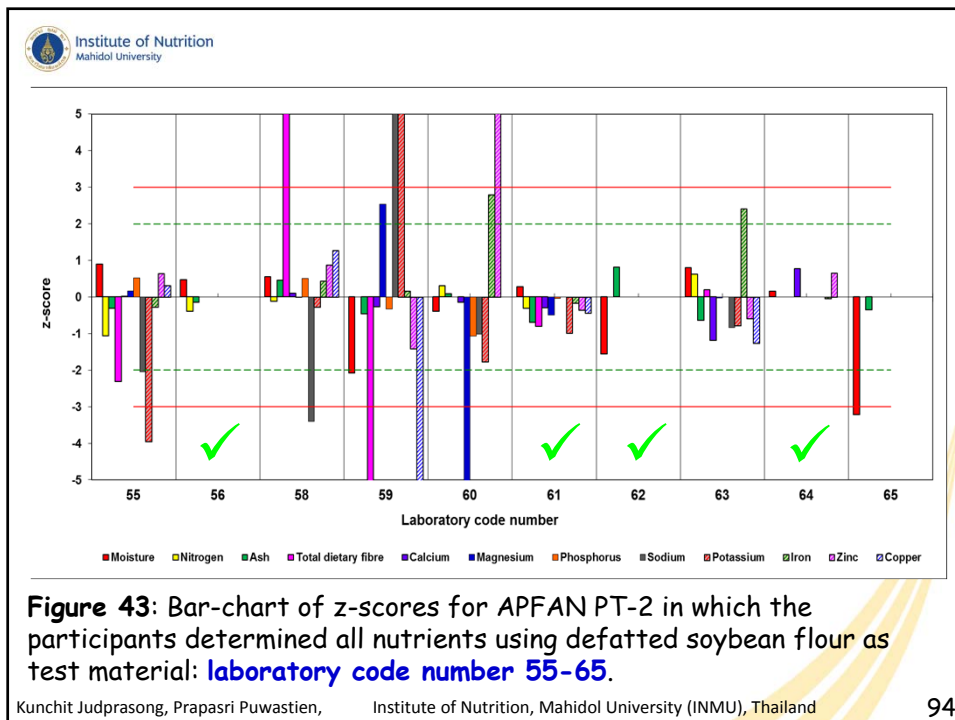 Institute of Nutrition
Mahidol University
z-score
5
4
3
2
1
0
-1
-2
-3
-4
-5
55 56 58 59 60 61 62 63 64 65
Laboratory code number
Moisture Nitrogen Ash Total dietary fibre Calcium Magnesium Phosphorus Sodium Potassium Iron Zinc Copper
Figure 43: Bar-chart of z-scores for APFAN PT-2 in which the
participants determined all nutrients using defatted soybean flour as
test material: laboratory code number 55-65.
Kunchit Judprasong, Prapasri Puwastien, Institute of Nutrition, Mahidol University (INMU), Thailand 94